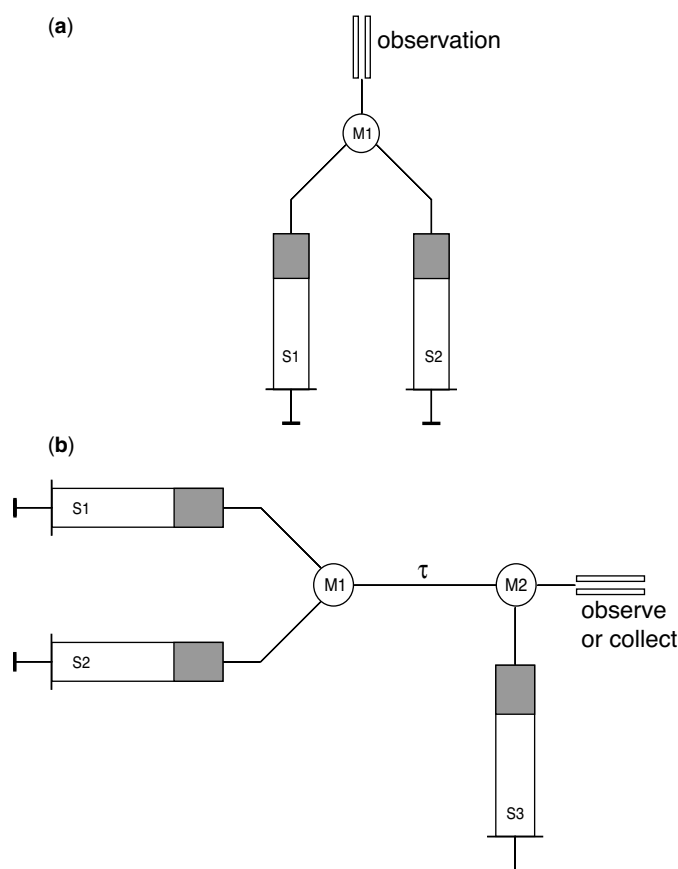 (a)
observation
M1
S1
S2
(b)
S1
τ
M1
M2
observe
or collect
S2
S3